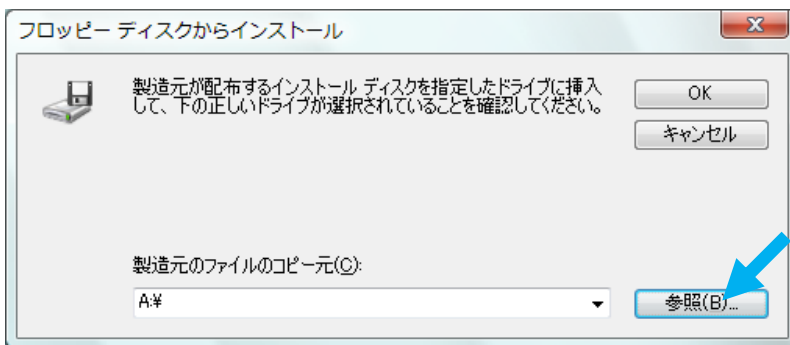 フロッピー ディスクからインストール
製造元が配布するインストール ディスクを指定したドライブに挿入
して、下の正しいドライブが選択されていることを確認してください。
OK
キャンセル
製造元のファイルのコピー元(C):
A:¥
参照(B)...